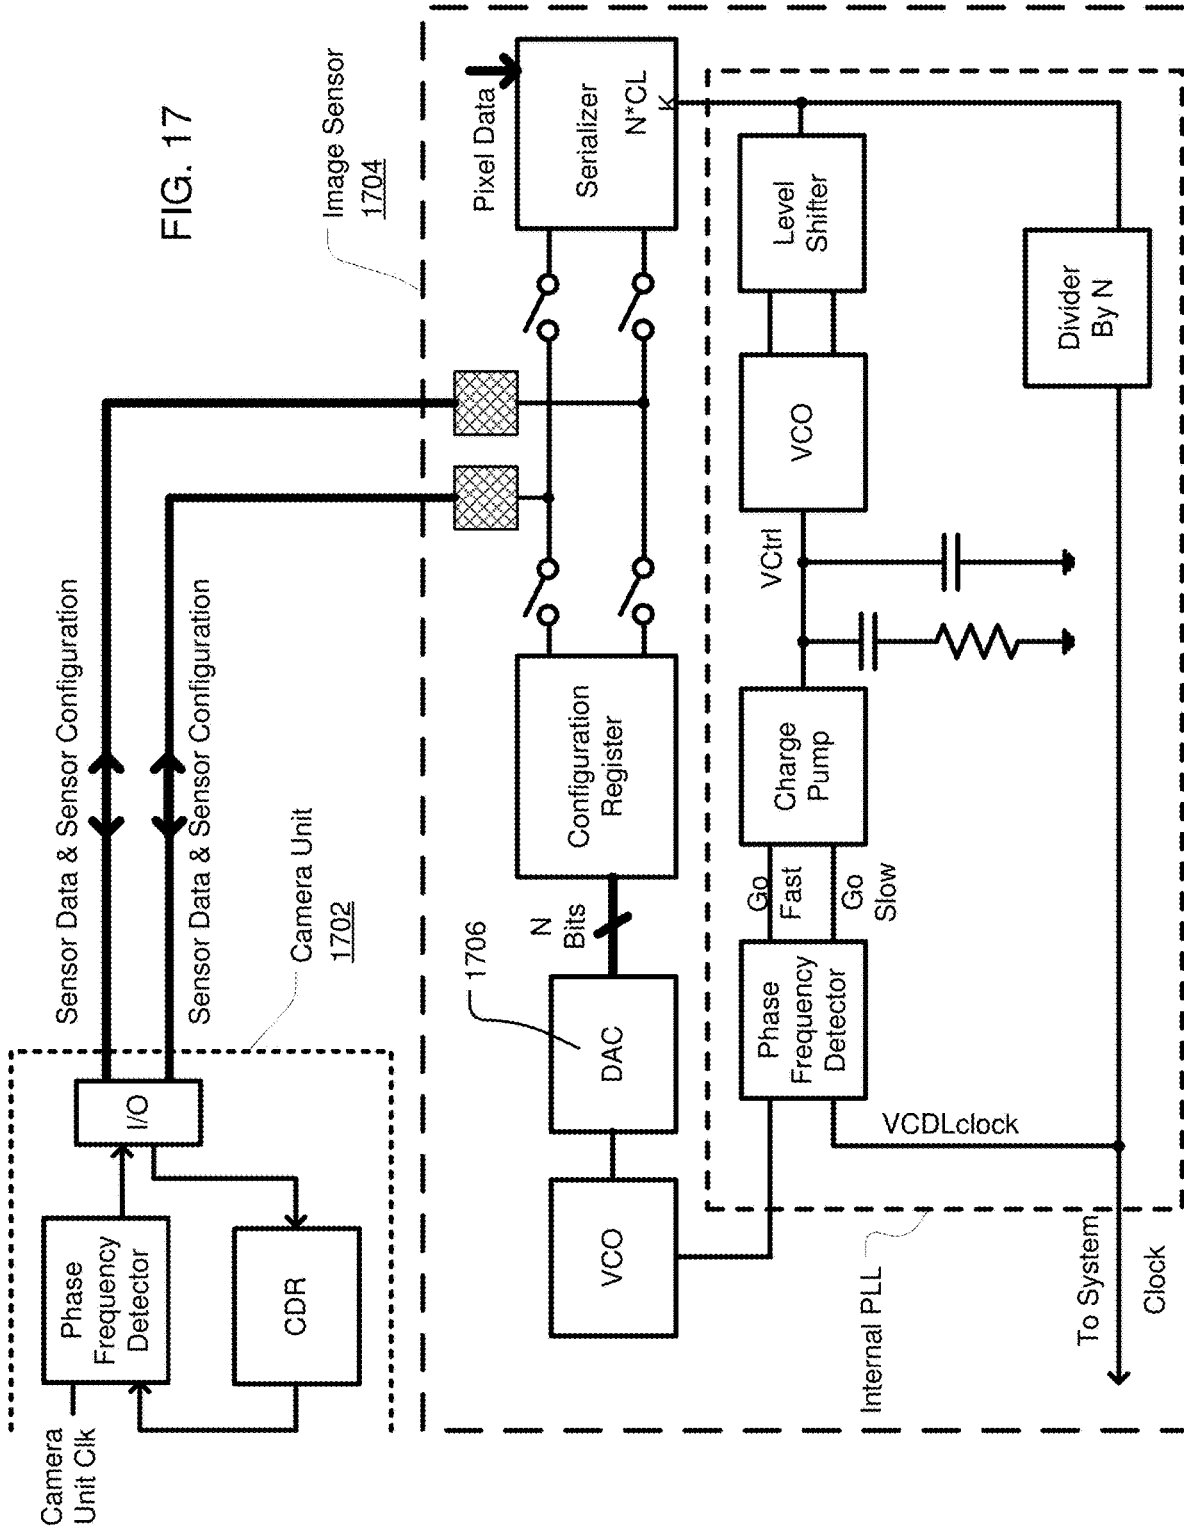 FIG. 17
Camera
Unit Clk
Phase
Frequency
Detector
CDR
I/O
Camera Unit
1702
Sensor Data & Sensor Configuration
Sensor Data & Sensor Configuration
Image Sensor
1704
Pixel Data
Serializer
N*CL
K
Configuration
Register
N
Bits
1706
DAC
VCO
Internal PLL
Phase
Frequency
Detector
Go
Fast
Go
Slow
Charge
Pump
VCtrl
VCO
Level
Shifter
Divider
By N
VCDLclock
To System
Clock